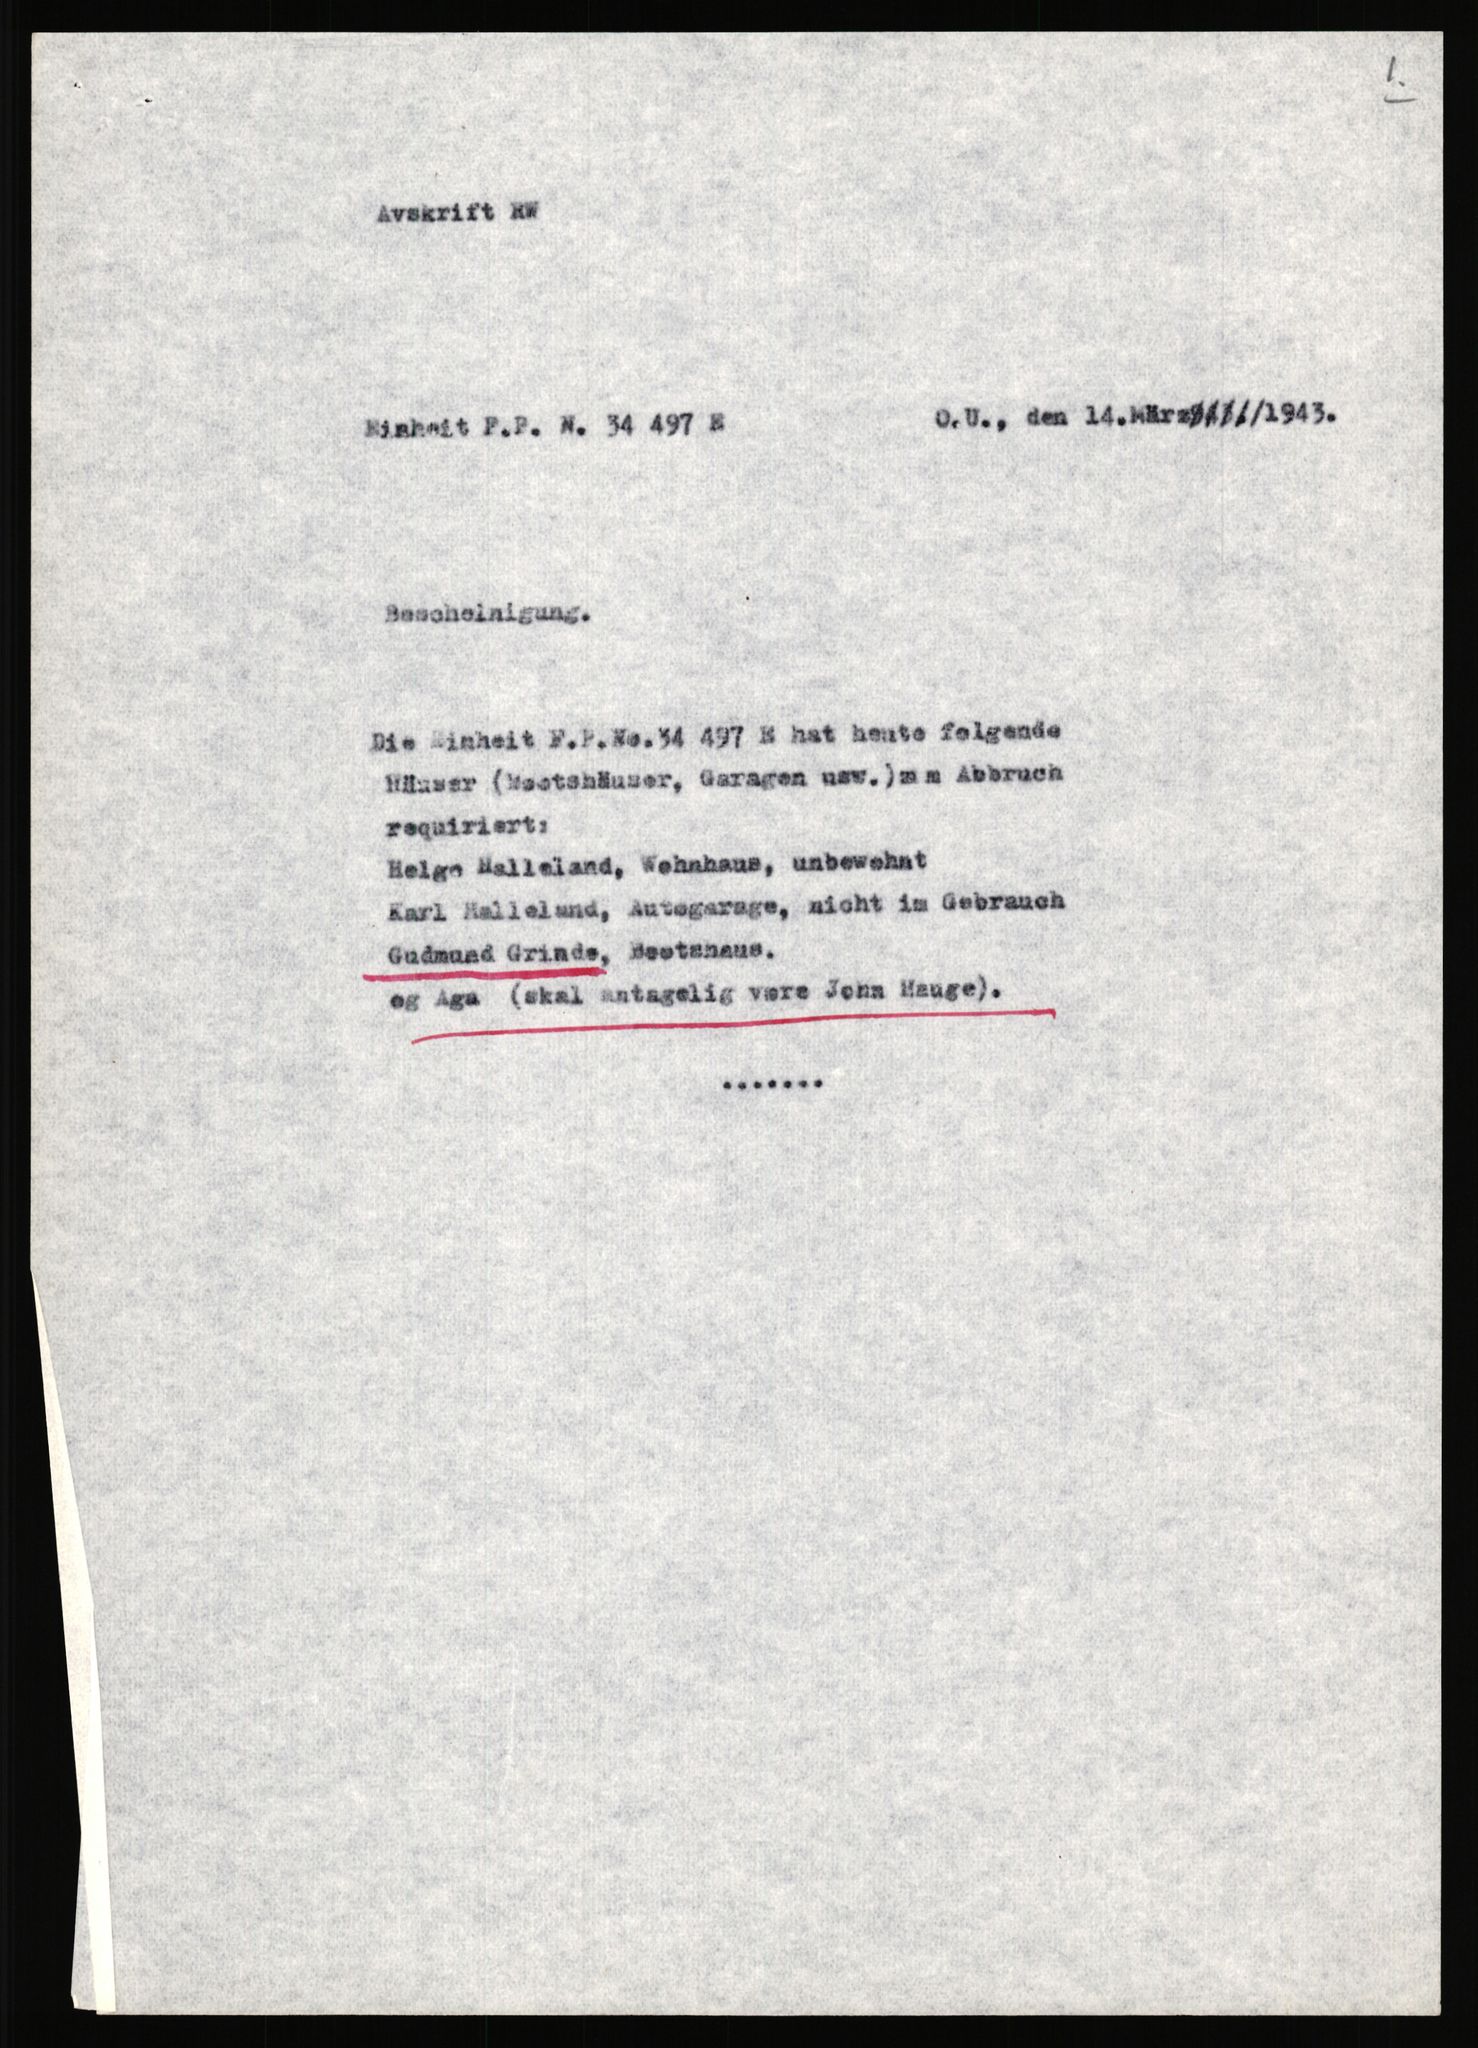 1.
Avskrift RW
Einheit F.P. N. 34 497 E
O.U., den 14.März/////1943.
Bescheinigung.
Die Einheit F.P.No.34 497 E hat heute folgende
Häuser (Bootshäuser, Garagen usw.)zum Abbruch
requiriert:
Helge Halleland, Wohnhaus, unbewohnt
Karl Halleland, Autogarage, nicht im Gebrauch
Gudmund Grinde, Bootshaus.
og Aga (skal antagelig være John Hauge).
.......